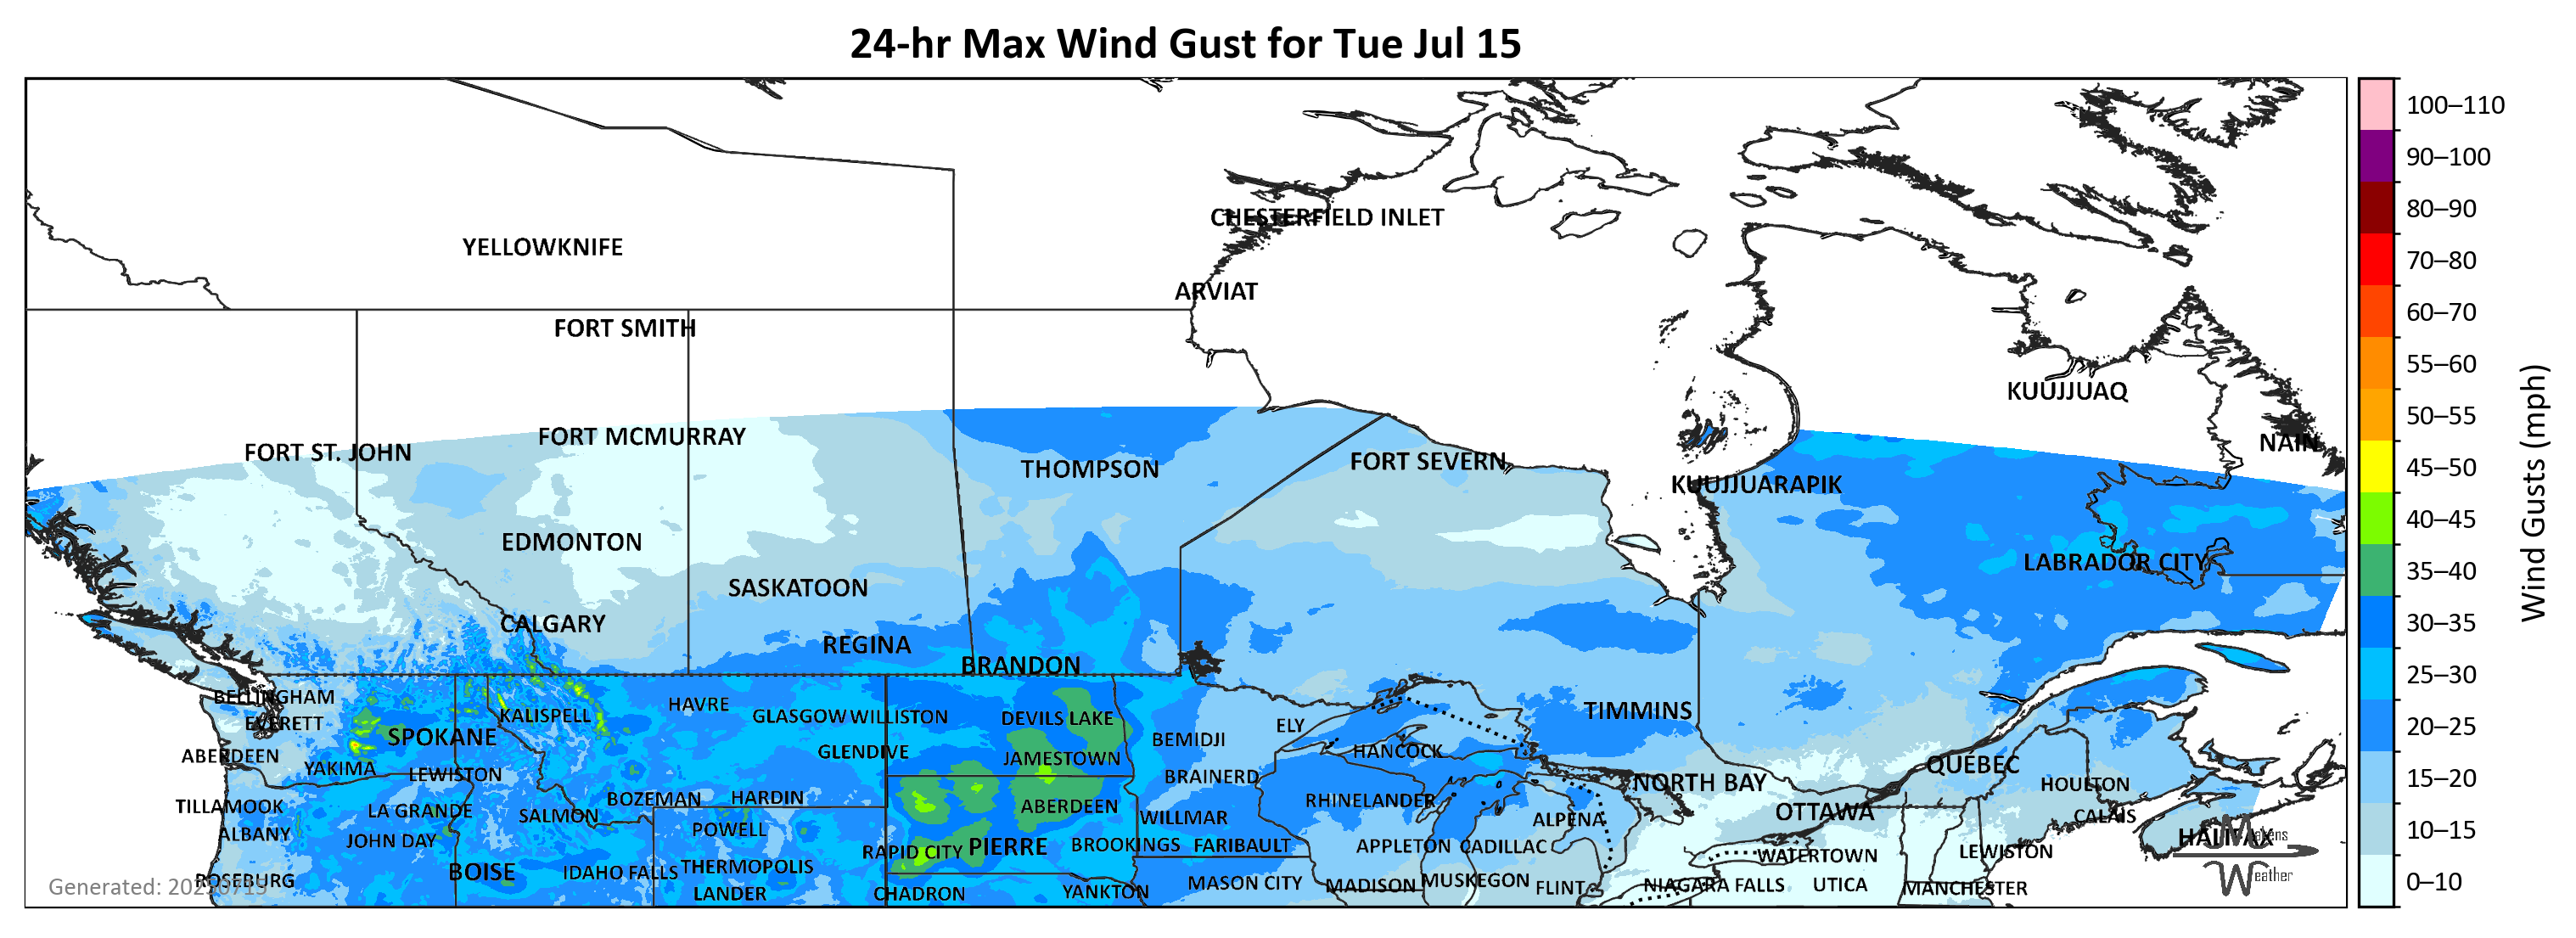 24-hr Max Wind Gust for Tue Jul 15
100–110
90–100
80–90
70–80
60–70
55–60
50–55
45–50
40–45
35–40
30–35
25–30
20–25
15–20
10–15
0–10
Wind Gusts (mph)
CHESTERFIELD INLET
YELLOWKNIFE
ARVIAT
FORT SMITH
KUUJJUAQ
FORT MCMURRAY
NAIN
FORT ST. JOHN
FORT SEVERN
THOMPSON
KUUJJUARAPIK
EDMONTON
LABRADOR CITY
SASKATOON
CALGARY
REGINA
BRANDON
BELLINGHAM
HAVRE
TIMMINS
KALISPELL
GLASGOW
WILLISTON
DEVILS LAKE
EVERETT
ELY
SPOKANE
BEMIDJI
GLENDIVE
HANCOCK
ABERDEEN
JAMESTOWN
QUÉBEC
YAKIMA
LEWISTON
BRAINERD
NORTH BAY
HOULTON
BOZEMAN
HARDIN
RHINELANDER
TILLAMOOK
LA GRANDE
ABERDEEN
OTTAWA
SALMON
WILLMAR
CALAIS
ALPENA
POWELL
ALBANY
HALIFAX
Makens
JOHN DAY
BROOKINGS
FARIBAULT
APPLETON
CADILLAC
PIERRE
RAPID CITY
LEWISTON
WATERTOWN
THERMOPOLIS
BOISE
IDAHO FALLS
Weather
ROSEBURG
MUSKEGON
MASON CITY
MADISON
NIAGARA FALLS
UTICA
Generated: 20250715
FLINT
MANCHESTER
YANKTON
LANDER
CHADRON